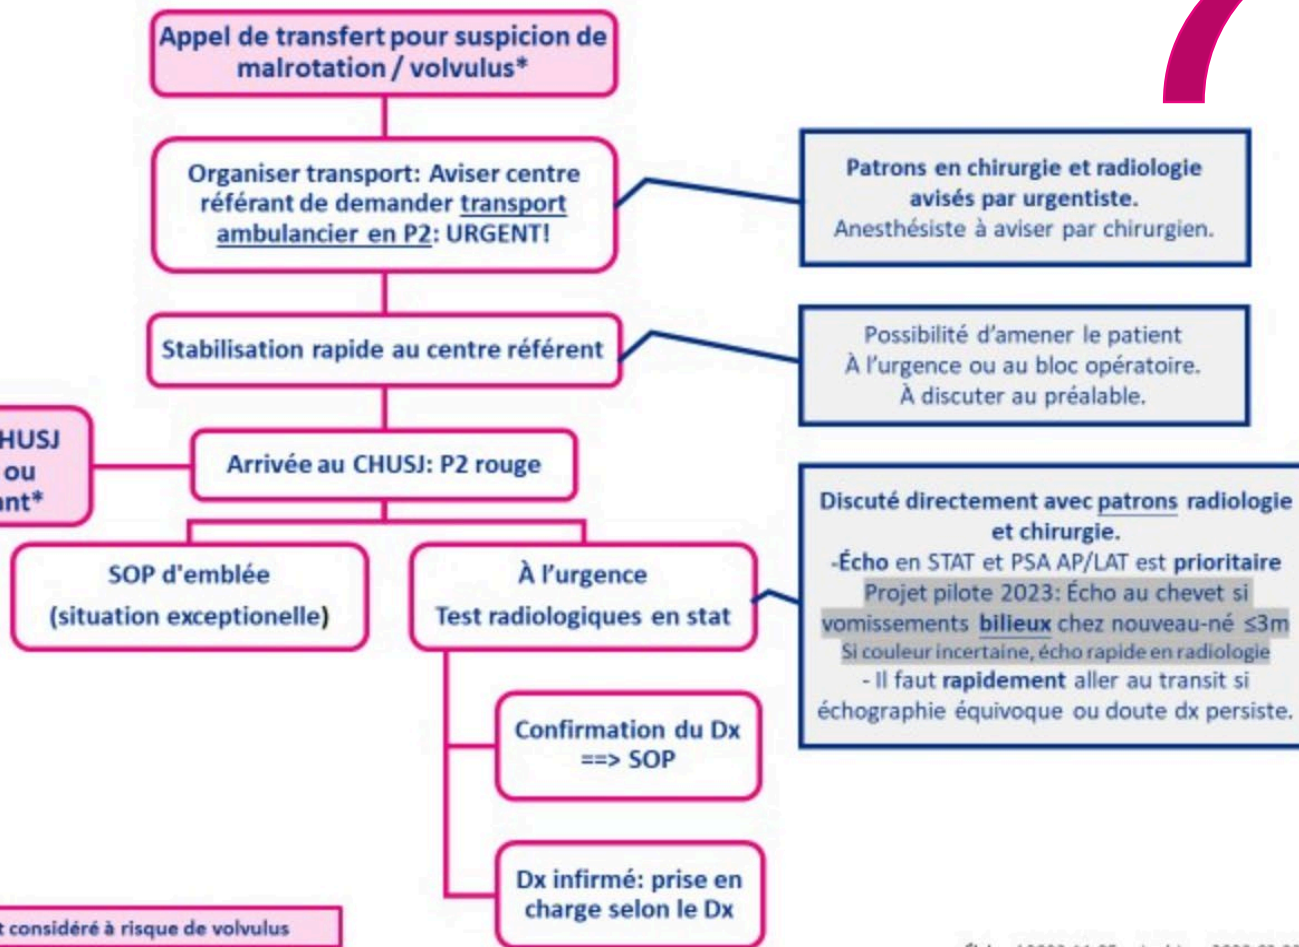 Appel de transfert pour suspicion de
malrotation / volvulus*
Organiser transport: Aviser centre
référant de demander transport
ambulancier en P2: URGENT!
Patrons en chirurgie et radiologie
avisés par urgentiste.
Anesthésiste à aviser par chirurgien.
Stabilisation rapide au centre référent
Possibilité d'amener le patient
À l'urgence ou au bloc opératoire.
À discuter au préalable.
HUSJ
ou
ant*
Arrivée au CHUSJ: P2 rouge
SOP d'emblée
(situation exceptionelle)
À l'urgence
Test radiologiques en stat
Discuté directement avec patrons radiologie
et chirurgie.
-Écho en STAT et PSA AP/LAT est prioritaire
Projet pilote 2023: Écho au chevet si
vomissements bilieux chez nouveau-né ≤3m
Si couleur incertaine, écho rapide en radiologie
- Il faut rapidement aller au transit si
échographie équivoque ou doute dx persiste.
Confirmation du Dx
==> SOP
Dx infirmé: prise en
charge selon le Dx
t considéré à risque de volvulus